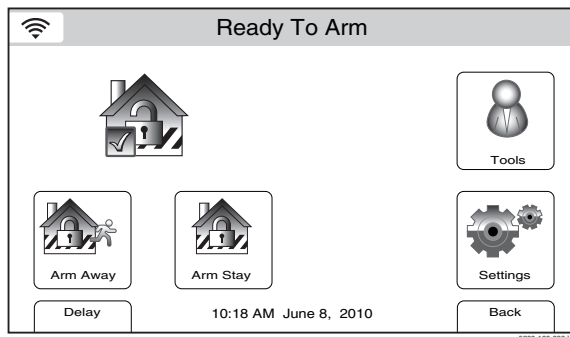 Ready To Arm
Tools
Arm Away
Arm Stay
Settings
Delay
10:18 AM June 8, 2010
Back